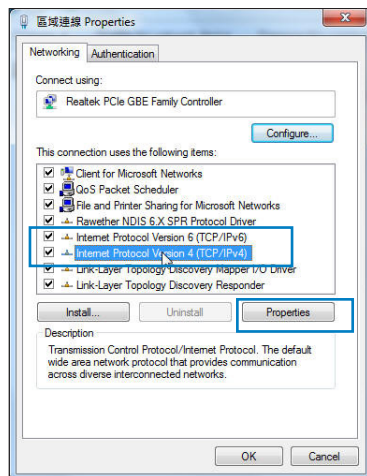 區域連線 Properties
Networking
Authentication
Connect using:
Realtek PCIe GBE Family Controller
Configure...
This connection uses the following items:
Client for Microsoft Networks
QoS Packet Scheduler
File and Printer Sharing for Microsoft Networks
Rawether NDIS 6.X SPR Protocol Driver
Internet Protocol Version 6 (TCP/IPv6)
Internet Protocol Version 4 (TCP/IPv4)
Link-Layer Topology Discovery Mapper I/O Driver
Link-Layer Topology Discovery Responder
Install...
Uninstall
Properties
Description
Transmission Control Protocol/Internet Protocol. The default
wide area network protocol that provides communication
across diverse interconnected networks.
OK
Cancel